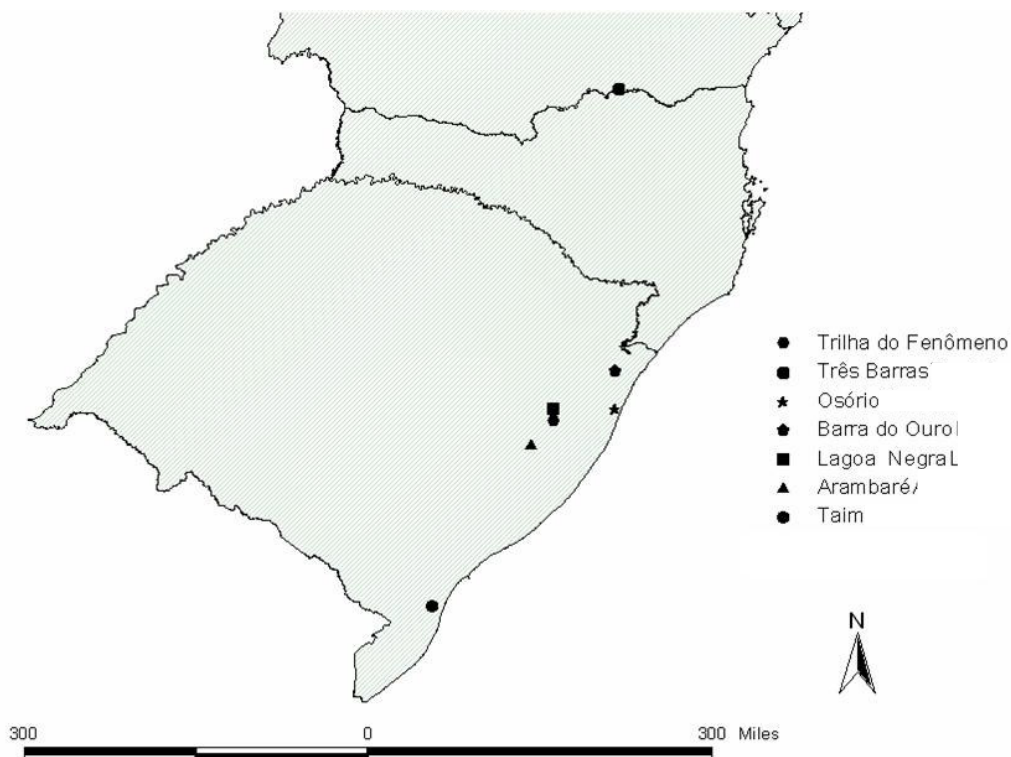 Trilha do Fenômeno
Três Barras
Osório
Barra do Ouro
Lagoa Negra
Arambaré
Taim
N
300 0 300 Miles